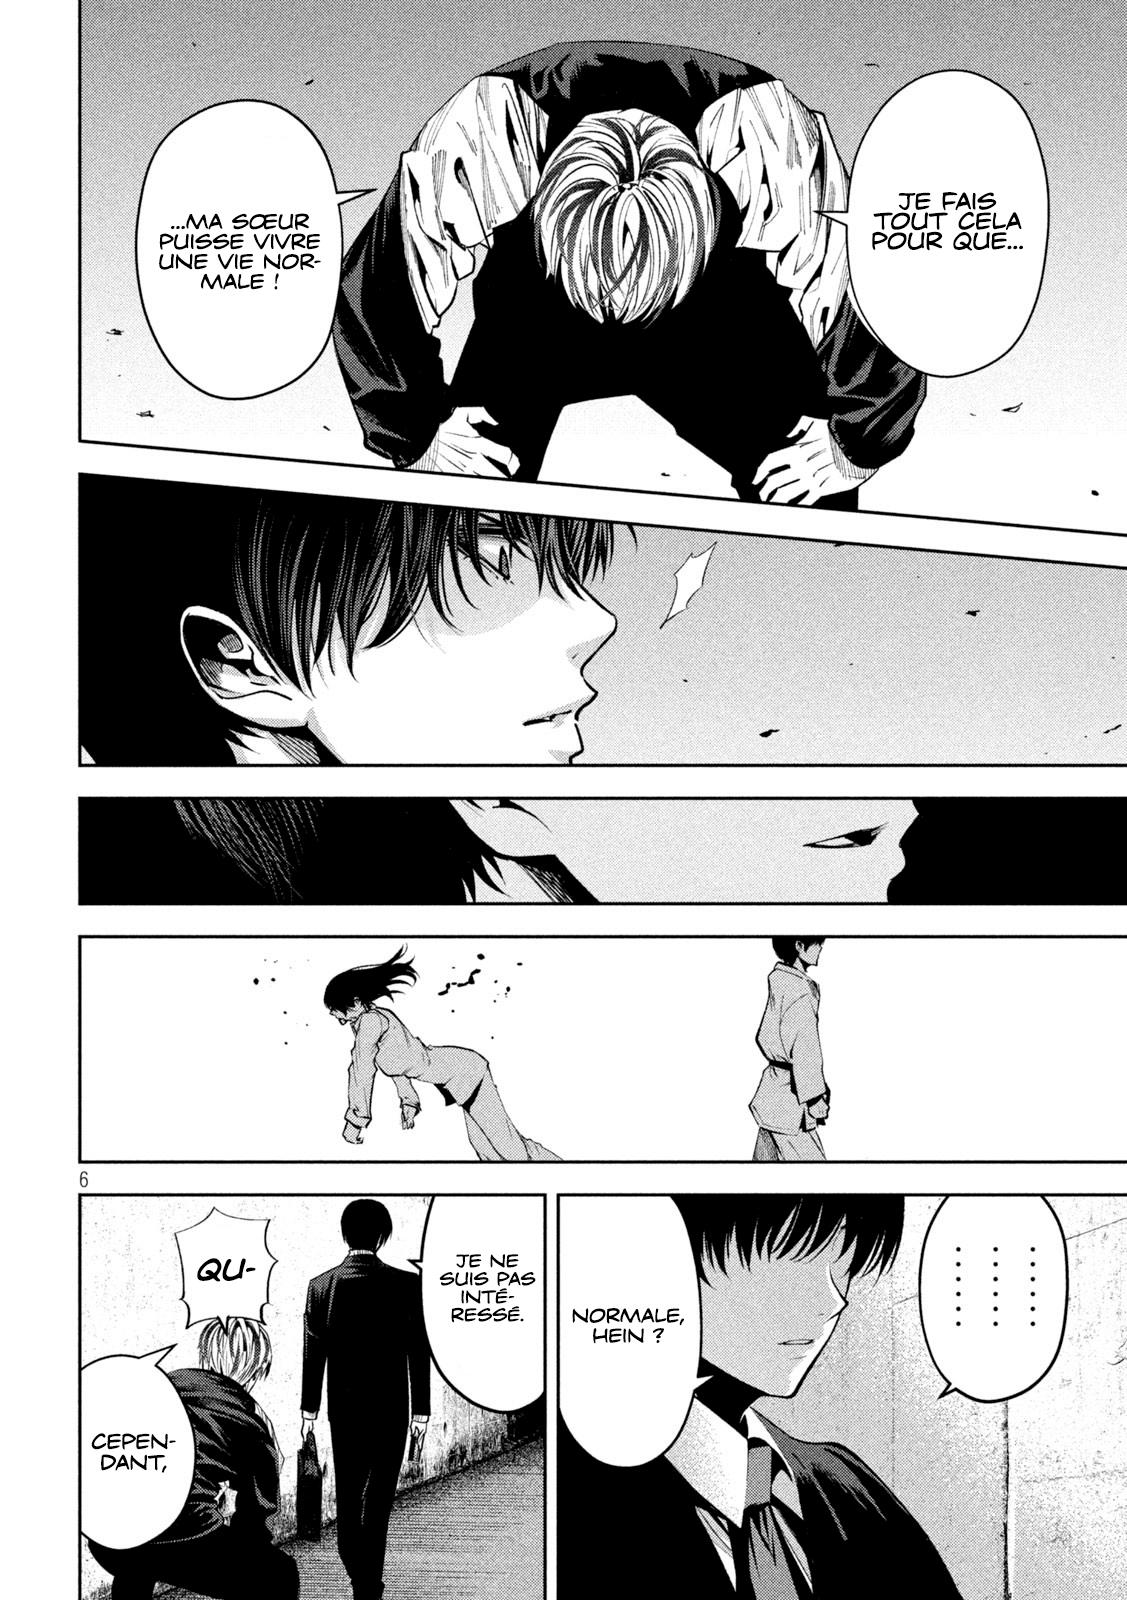 JE FAIS
TOUT CELA
POUR QUE...
...MA SŒUR
PUISSE VIVRE
UNE VIE NOR-
MALE !
6
. . .
. . .
. . .
. . .
. . .
. . .
NORMALE,
HEIN ?
JE NE
SUIS PAS
INTÉ-
RESSÉ.
QU-
CEPEN-
DANT,